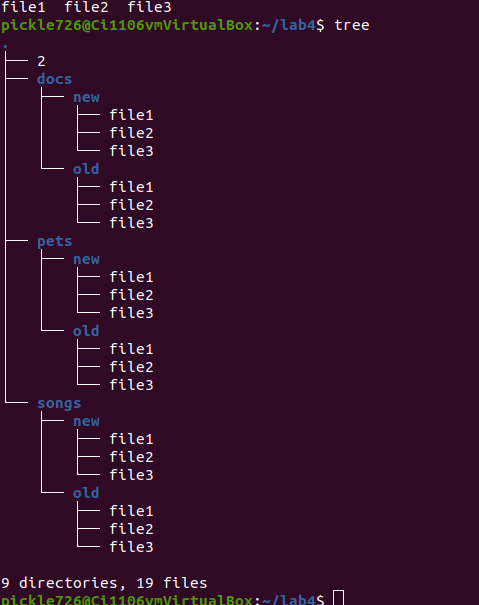 file1  file2  file3
pickle726@Ci1106vmVirtualBox:~/lab4$ tree
.
├── 2
├── docs
│   ├── new
│   │   ├── file1
│   │   ├── file2
│   │   └── file3
│   └── old
│       ├── file1
│       ├── file2
│       └── file3
├── pets
│   ├── new
│   │   ├── file1
│   │   ├── file2
│   │   └── file3
│   └── old
│       ├── file1
│       ├── file2
│       └── file3
└── songs
    ├── new
    │   ├── file1
    │   ├── file2
    │   └── file3
    └── old
        ├── file1
        ├── file2
        └── file3
9 directories, 19 files
pickle726@Ci1106vmVirtualBox:~/lab4$